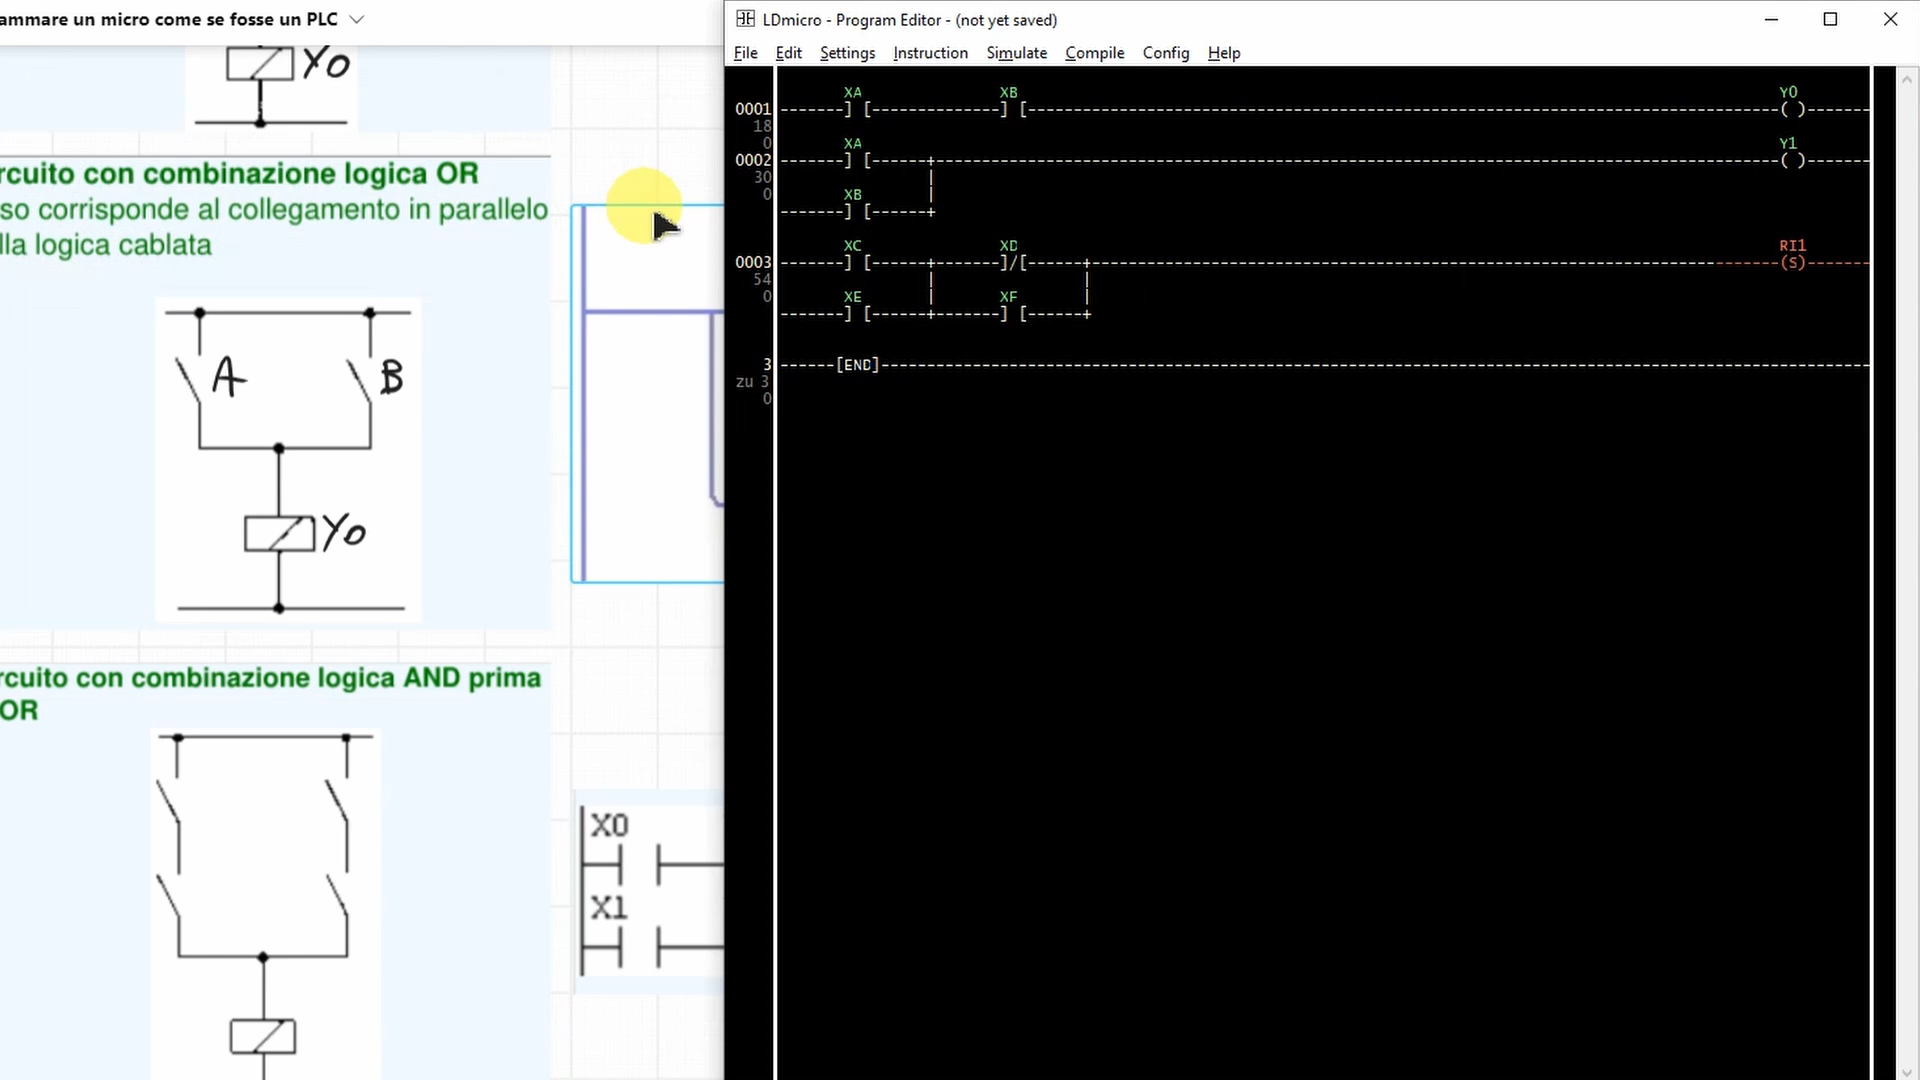 ammare un micro come se fosse un PLC
Y0
rcuito con combinazione logica OR
so corrisponde al collegamento in parallelo
lla logica cablata
A
B
Y0
rcuito con combinazione logica AND prima
OR
X0
X1
LDmicro - Program Editor - (not yet saved)
File Edit Settings Instruction Simulate Compile Config Help
XA XB Y0
0001 -------] [------------] [---( )------
18
0
XA Y1
0002 -------] [------+---( )------
30
0
XB
-------] [------+
XC XD RI1
0003 -------] [------+------]/[------+---(S)------
54
0
XE XF
-------] [------+------] [------+
3 ------[END]------
zu 3
0